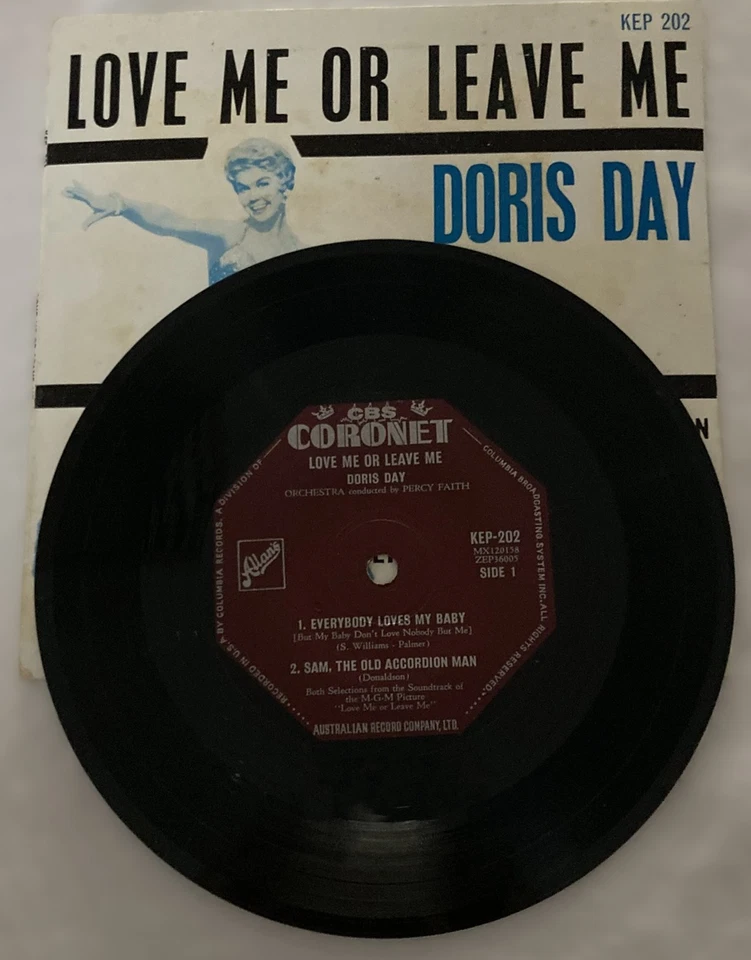 KEP 202
LOVE ME OR LEAVE ME
DORIS DAY
N
CBS
CORONET
LOVE ME OR LEAVE ME
DORIS DAY
ORCHESTRA conducted by PERCY FAITH
Allan's
KEP-202
MX120158
ZEP36005
SIDE 1
1. EVERYBODY LOVES MY BABY
[But My Baby Don't Love Nobody But Me]
(S. Williams - Palmer)
2. SAM, THE OLD ACCORDION MAN
(Donaldson)
Both Selections from the Soundtrack of
the M-G-M Picture
"Love Me or Leave Me"
AUSTRALIAN RECORD COMPANY, LTD.
RECORDED IN U.S.A. BY COLUMBIA RECORDS, A DIVISION OF
COLUMBIA BROADCASTING SYSTEM INC. ALL RIGHTS RESERVED.